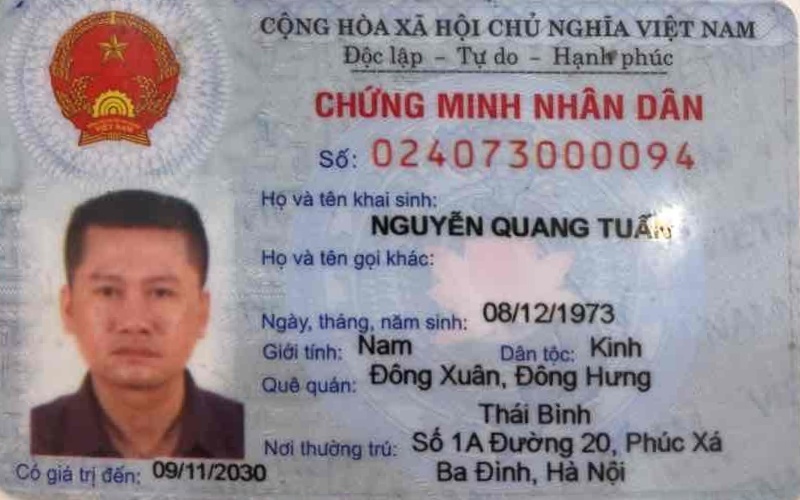 CỘNG HÒA XÃ HỘI CHỦ NGHĨA VIỆT NAM
Độc lập - Tự do - Hạnh phúc
CHỨNG MINH NHÂN DÂN
Số: 024073000094
Họ và tên khai sinh:
NGUYỄN QUANG TUẤN
Họ và tên gọi khác:
Ngày, tháng, năm sinh: 08/12/1973
Giới tính: Nam Dân tộc: Kinh
Quê quán: Đông Xuân, Đông Hưng
Thái Bình
Nơi thường trú: Số 1A Đường 20, Phúc Xá
Ba Đình, Hà Nội
Có giá trị đến: 09/11/2030
VIỆT NAM